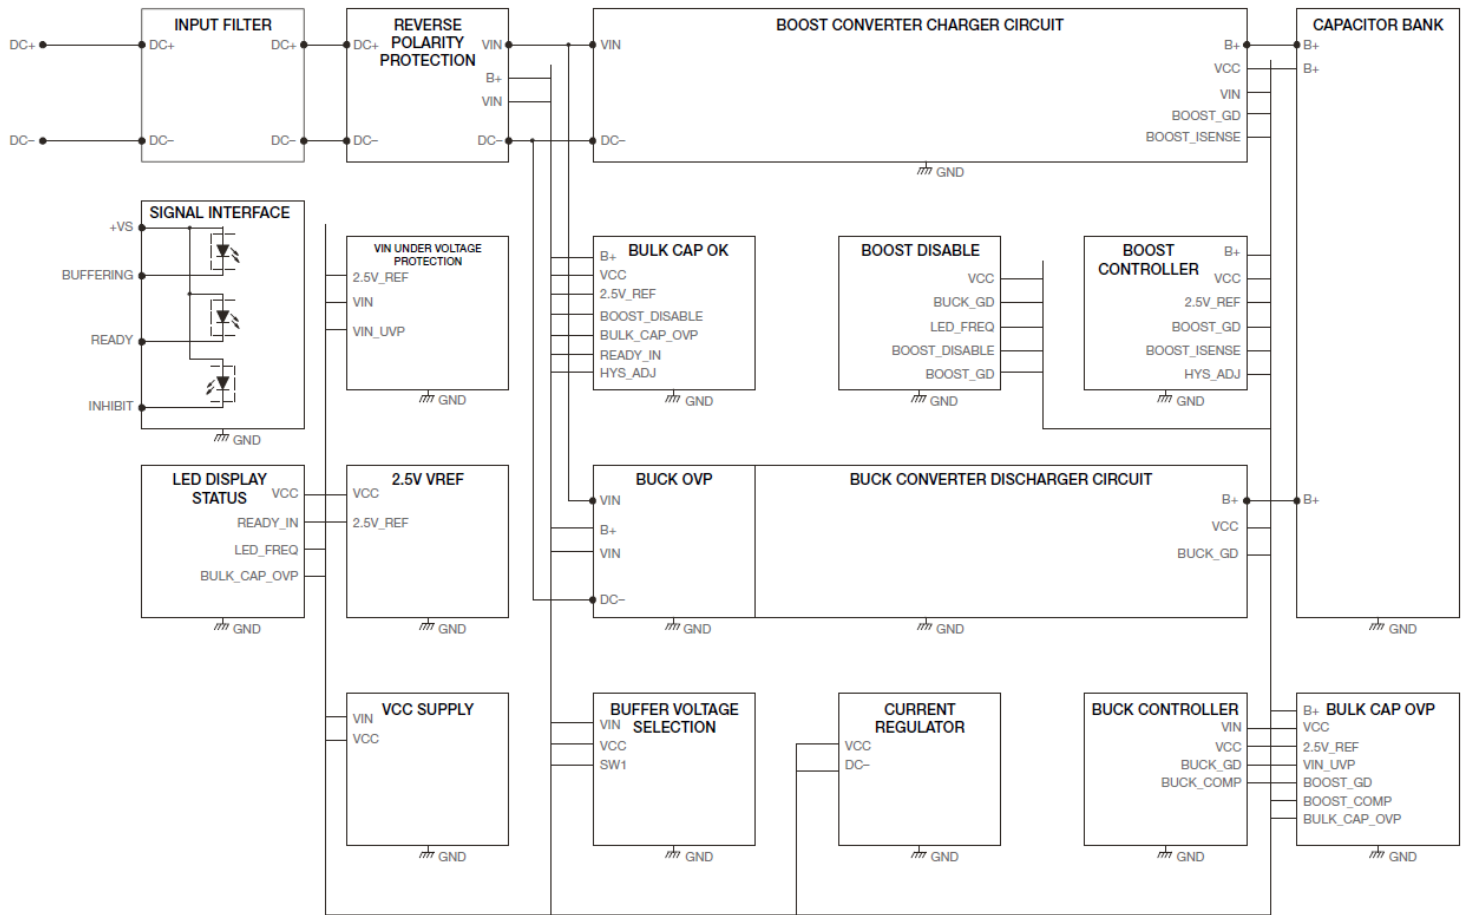 INPUT FILTER
DC+
DC+
DC+
DC−
DC−
DC−
REVERSE
POLARITY
PROTECTION
DC+
VIN
B+
VIN
DC−
DC−
BOOST CONVERTER CHARGER CIRCUIT
VIN
DC−
B+
VCC
VIN
BOOST_GD
BOOST_ISENSE
GND
CAPACITOR BANK
B+
B+
B+
GND
SIGNAL INTERFACE
+VS
BUFFERING
READY
INHIBIT
GND
VIN UNDER VOLTAGE
PROTECTION
2.5V_REF
VIN
VIN_UVP
GND
BULK CAP OK
B+
VCC
2.5V_REF
BOOST_DISABLE
BULK_CAP_OVP
READY_IN
HYS_ADJ
GND
BOOST DISABLE
VCC
BUCK_GD
LED_FREQ
BOOST_DISABLE
BOOST_GD
GND
BOOST
CONTROLLER
B+
VCC
2.5V_REF
BOOST_GD
BOOST_ISENSE
HYS_ADJ
GND
LED DISPLAY
STATUS
VCC
READY_IN
LED_FREQ
BULK_CAP_OVP
GND
2.5V VREF
VCC
2.5V_REF
GND
BUCK OVP
VIN
B+
VIN
DC−
GND
BUCK CONVERTER DISCHARGER CIRCUIT
B+
VCC
BUCK_GD
GND
VCC SUPPLY
VIN
VCC
GND
BUFFER VOLTAGE
SELECTION
VIN
VCC
SW1
GND
CURRENT
REGULATOR
VCC
DC−
GND
BUCK CONTROLLER
VIN
VCC
BUCK_GD
BUCK_COMP
GND
BULK CAP OVP
B+
VCC
2.5V_REF
VIN_UVP
BOOST_GD
BOOST_COMP
BULK_CAP_OVP
GND